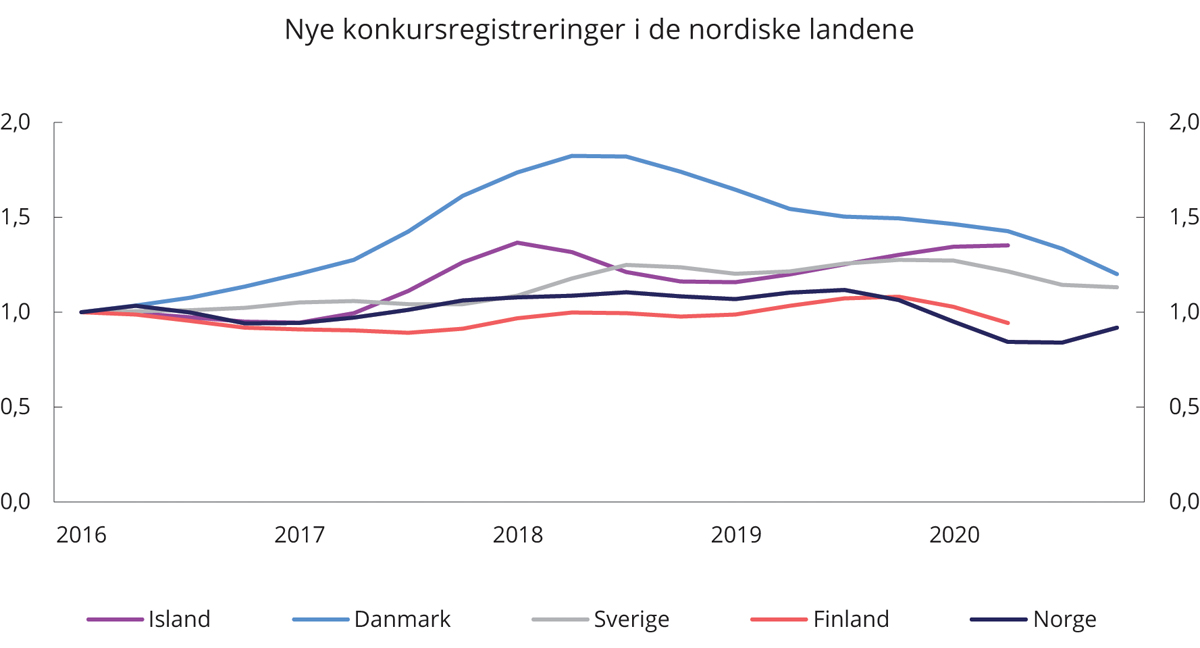 Nye konkursregistreringer i de nordiske landene
2,0 2,0
1,5 1,5
1,0 1,0
0,5 0,5
0,0 0,0
2016 2017 2018 2019 2020
Island Danmark Sverige Finland Norge